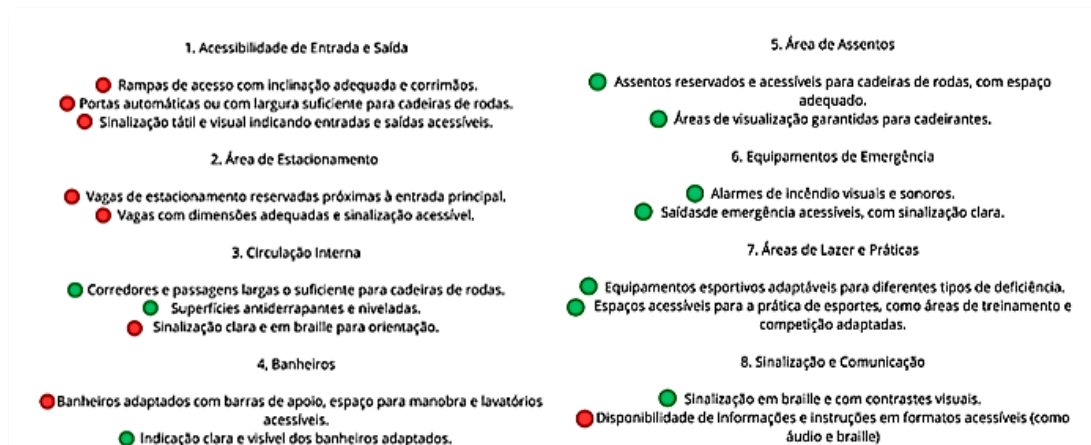 1. Acessibilidade de Entrada e Saída
Rampas de acesso com inclinação adequada e corrimãos.
Portas automáticas ou com largura suficiente para cadeiras de rodas.
Sinalização tátil e visual indicando entradas e saídas acessíveis.
2. Área de Estacionamento
Vagas de estacionamento reservadas próximas à entrada principal.
Vagas com dimensões adequadas e sinalização acessível.
3. Circulação Interna
Corredores e passagens largas o suficiente para cadeiras de rodas.
Superfícies antiderrapantes e niveladas.
Sinalização clara e em braille para orientação.
4. Banheiros
Banheiros adaptados com barras de apoio, espaço para manobra e lavatórios
acessíveis.
Indicação clara e visível dos banheiros adaptados.
5. Área de Assentos
Assentos reservados e acessíveis para cadeiras de rodas, com espaço
adequado.
Áreas de visualização garantidas para cadeirantes.
6. Equipamentos de Emergência
Alarmes de incêndio visuais e sonoros.
Saídasde emergência acessíveis, com sinalização clara.
7. Áreas de Lazer e Práticas
Equipamentos esportivos adaptáveis para diferentes tipos de deficiência.
Espaços acessíveis para a prática de esportes, como áreas de treinamento e
competição adaptadas.
8. Sinalização e Comunicação
Sinalização em braille e com contrastes visuais.
Disponibilidade de informações e instruções em formatos acessíveis (como
áudio e braille)